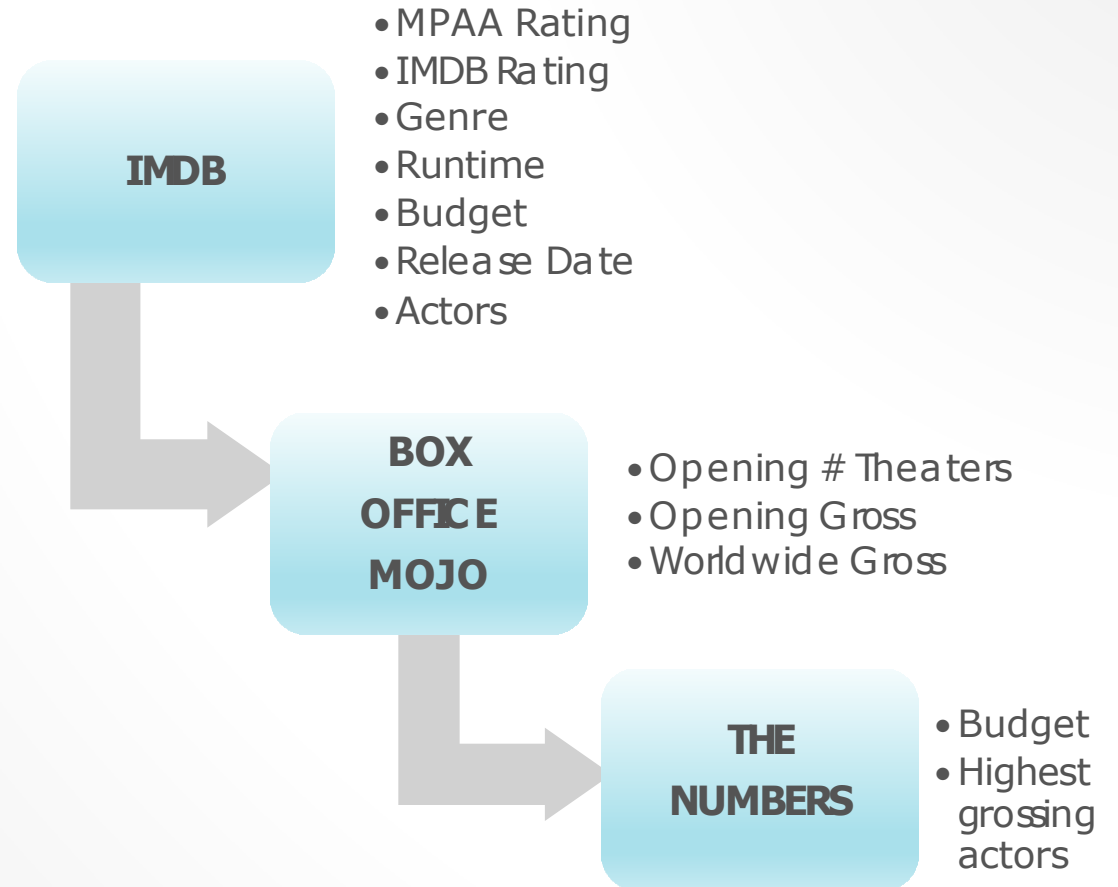 • MPAA Rating
• IMDB Rating
• Genre
• Runtime
• Budget
• Release Date
• Actors
IMDB
BOX
OFFICE
MOJO
• Opening # Theaters
• Opening Gross
• Worldwide Gross
THE
NUMBERS
• Budget
• Highest
grossing
actors